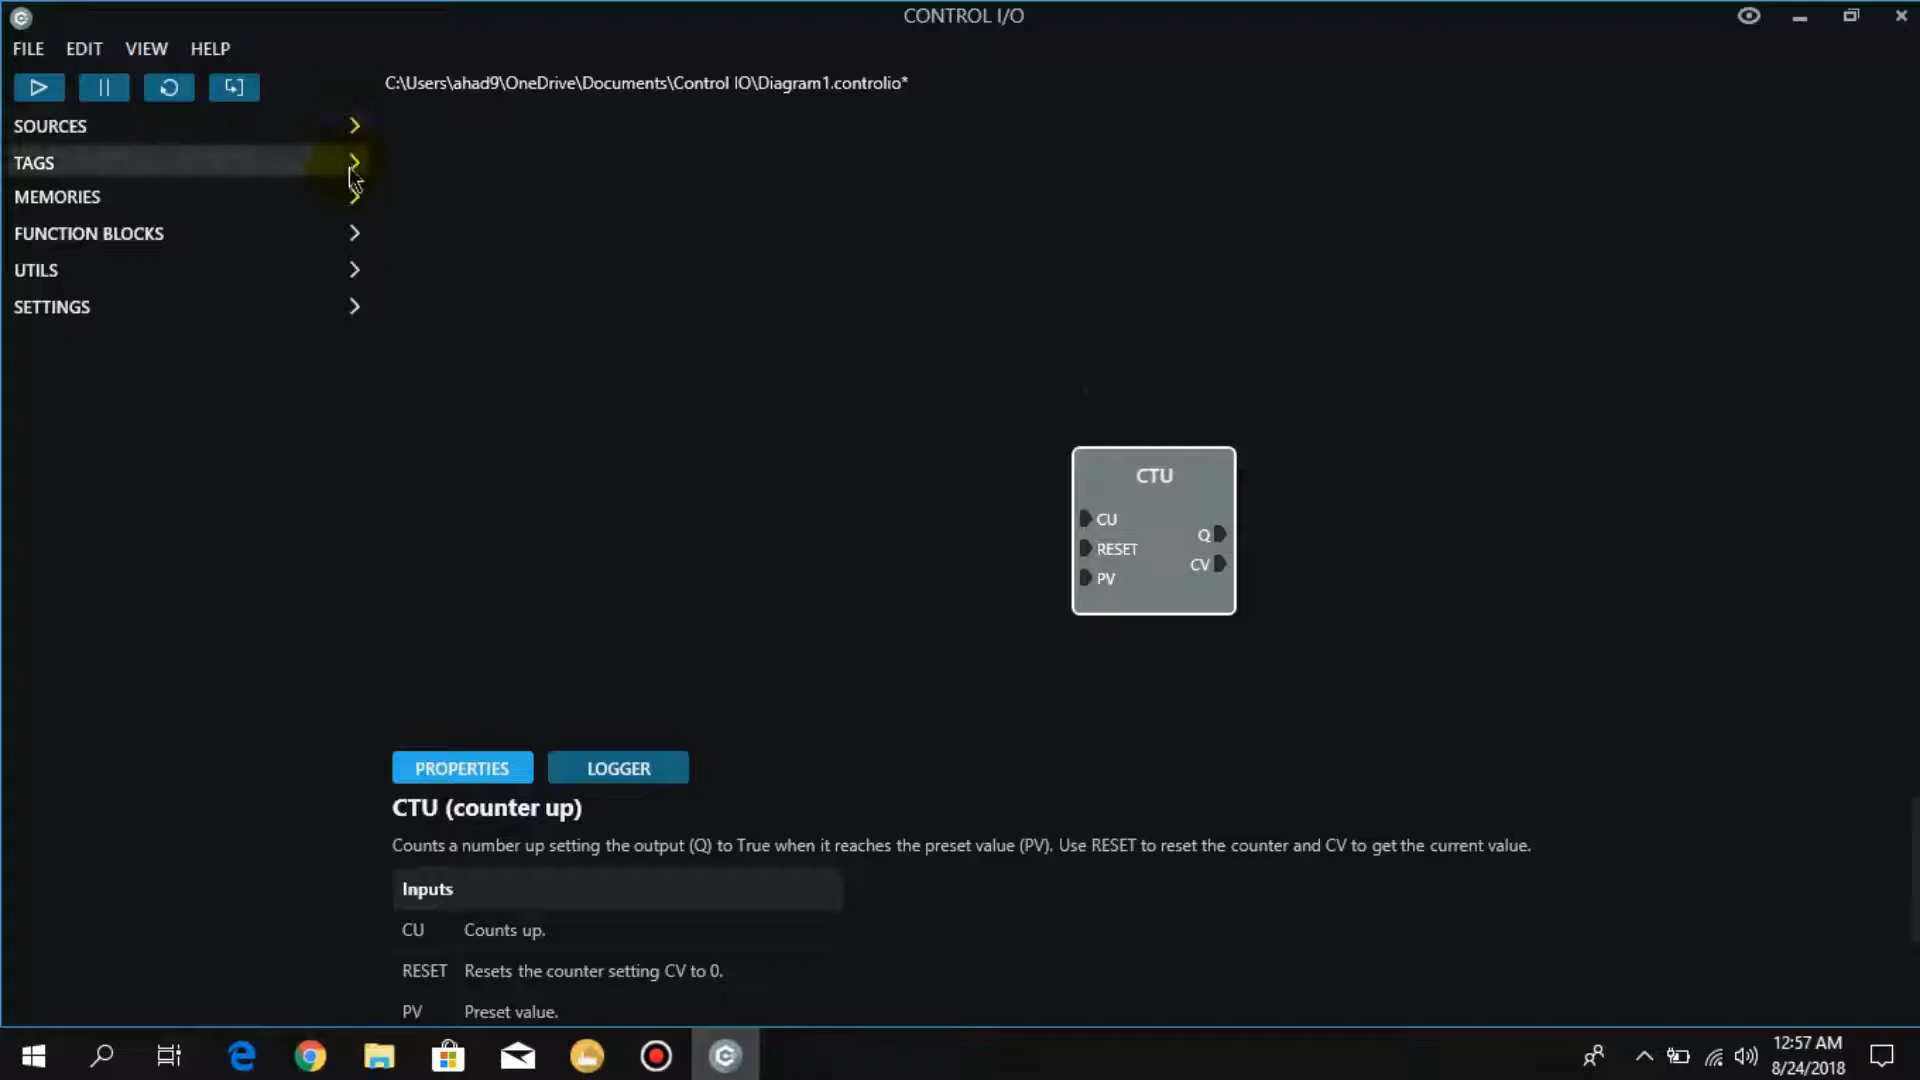 CONTROL I/O
FILE EDIT VIEW HELP
C:\Users\ahad9\OneDrive\Documents\Control IO\Diagram1.controlio*
SOURCES
TAGS
MEMORIES
FUNCTION BLOCKS
UTILS
SETTINGS
CTU
CU
RESET
PV
Q
CV
PROPERTIES LOGGER
CTU (counter up)
Counts a number up setting the output (Q) to True when it reaches the preset value (PV). Use RESET to reset the counter and CV to get the current value.
Inputs
CU Counts up.
RESET Resets the counter setting CV to 0.
PV Preset value.
12:57 AM
8/24/2018